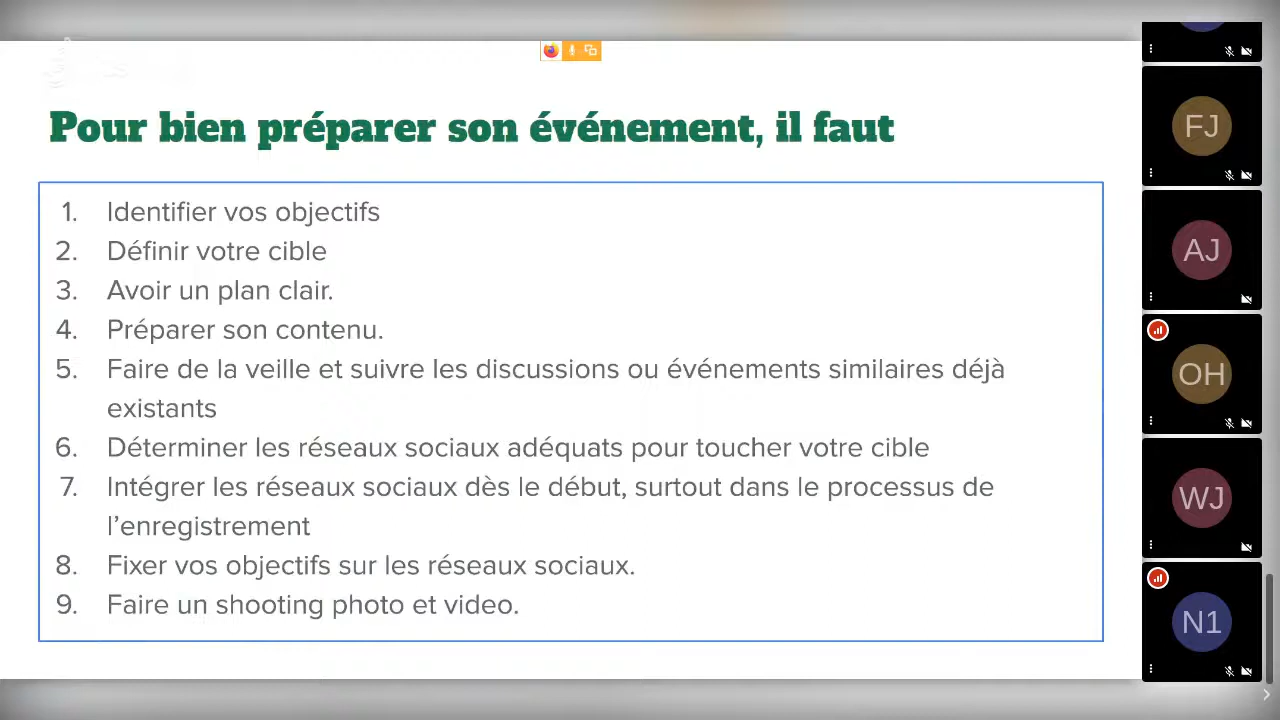 Pour bien préparer son événement, il faut
1. Identifier vos objectifs
2. Définir votre cible
3. Avoir un plan clair.
4. Préparer son contenu.
5. Faire de la veille et suivre les discussions ou événements similaires déjà
existants
6. Déterminer les réseaux sociaux adéquats pour toucher votre cible
7. Intégrer les réseaux sociaux dès le début, surtout dans le processus de
l’enregistrement
8. Fixer vos objectifs sur les réseaux sociaux.
9. Faire un shooting photo et video.
FJ
AJ
OH
WJ
N1